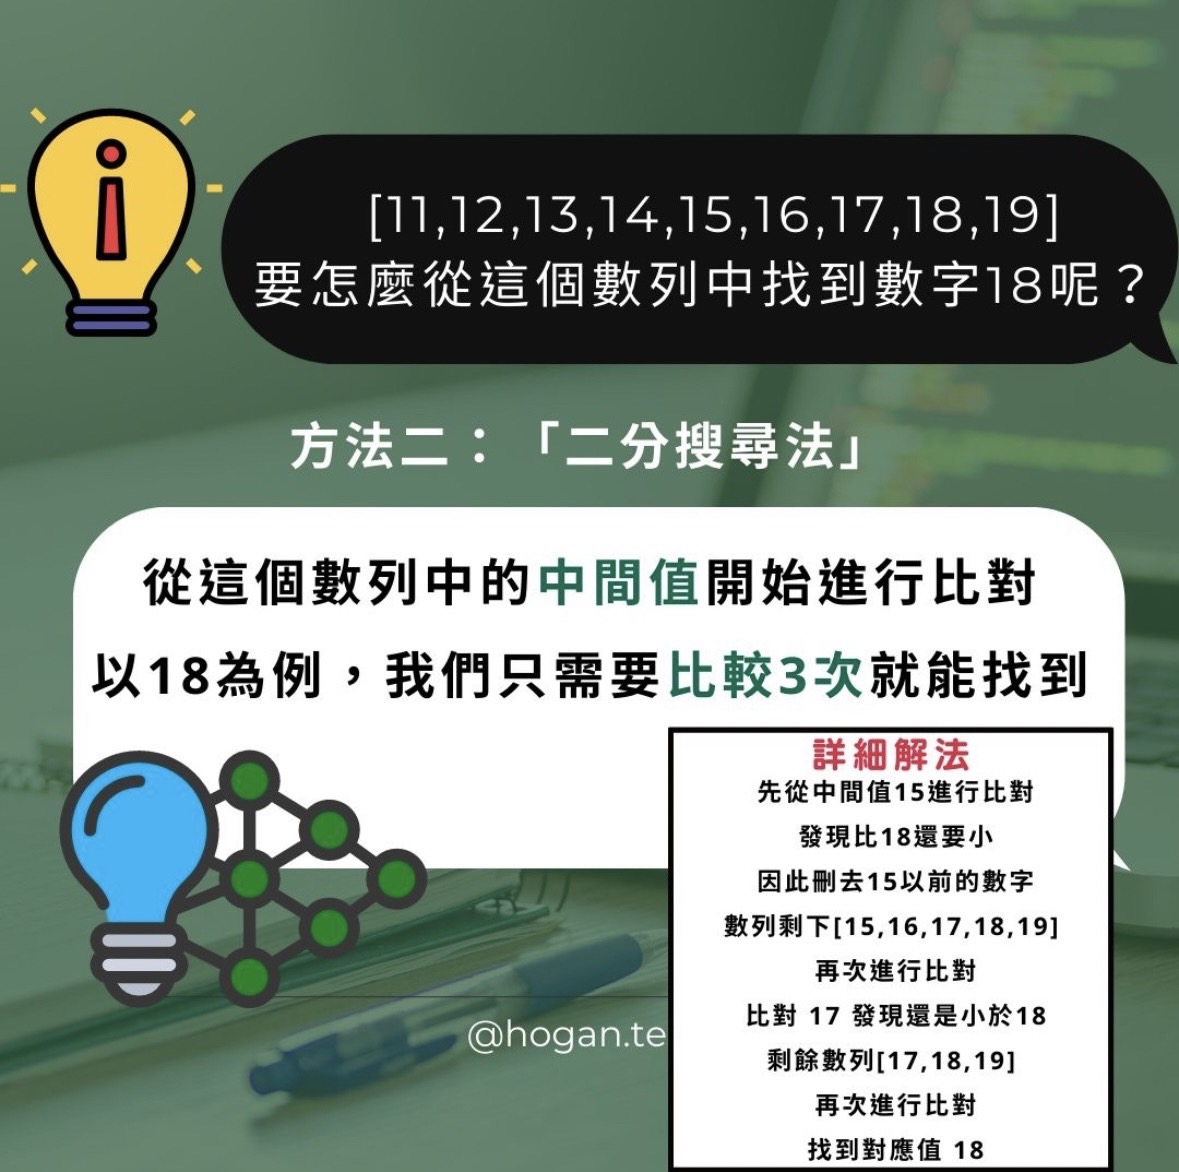 [11,12,13,14,15,16,17,18,19]
要怎麼從這個數列中找到數字18呢？
方法二：「二分搜尋法」
從這個數列中的中間值開始進行比對
以18為例，我們只需要比較3次就能找到
詳細解法
先從中間值15進行比對
發現比18還要小
因此刪去15以前的數字
數列剩下[15,16,17,18,19]
再次進行比對
比對 17 發現還是小於18
剩餘數列[17,18,19]
再次進行比對
找到對應值 18
@hogan.te